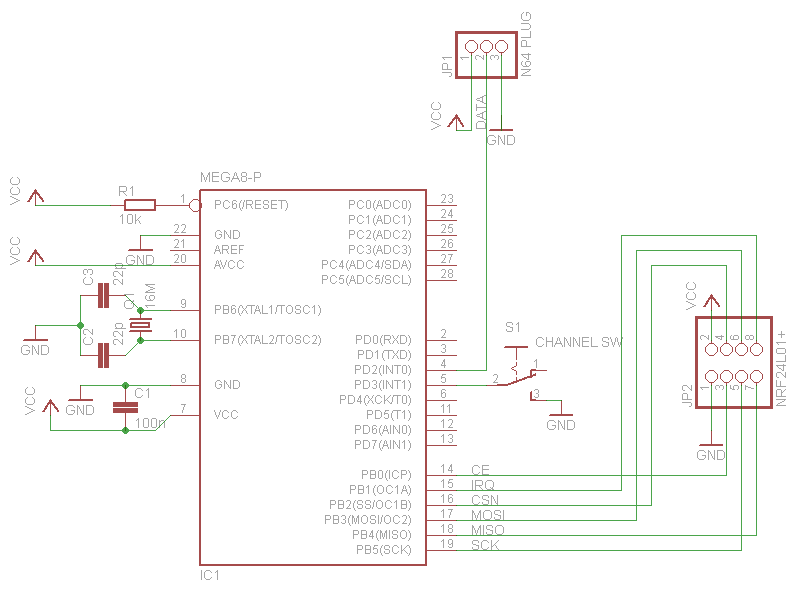 N64 PLUG
JP1
1
2
3
VCC
DATA
GND
MEGA8-P
VCC
R1
10k
1
PC6(/RESET)
22
GND
21
AREF
20
AVCC
VCC
GND
C3
22p
Q1
16M
9
PB6(XTAL1/TOSC1)
C2
22p
10
PB7(XTAL2/TOSC2)
GND
8
GND
VCC
GND
C1
100n
7
VCC
PC0(ADC0)
23
PC1(ADC1)
24
PC2(ADC2)
25
PC3(ADC3)
26
PC4(ADC4/SDA)
27
PC5(ADC5/SCL)
28
PD0(RXD)
2
PD1(TXD)
3
PD2(INT0)
4
PD3(INT1)
5
PD4(XCK/T0)
6
PD5(T1)
11
PD6(AIN0)
12
PD7(AIN1)
13
PB0(ICP)
14
CE
PB1(OC1A)
15
IRQ
PB2(SS/OC1B)
16
CSN
PB3(MOSI/OC2)
17
MOSI
PB4(MISO)
18
MISO
PB5(SCK)
19
SCK
IC1
S1
CHANNEL SW
1
2
3
GND
VCC
2
4
6
8
JP2
1
3
5
7
NRF24L01+
GND